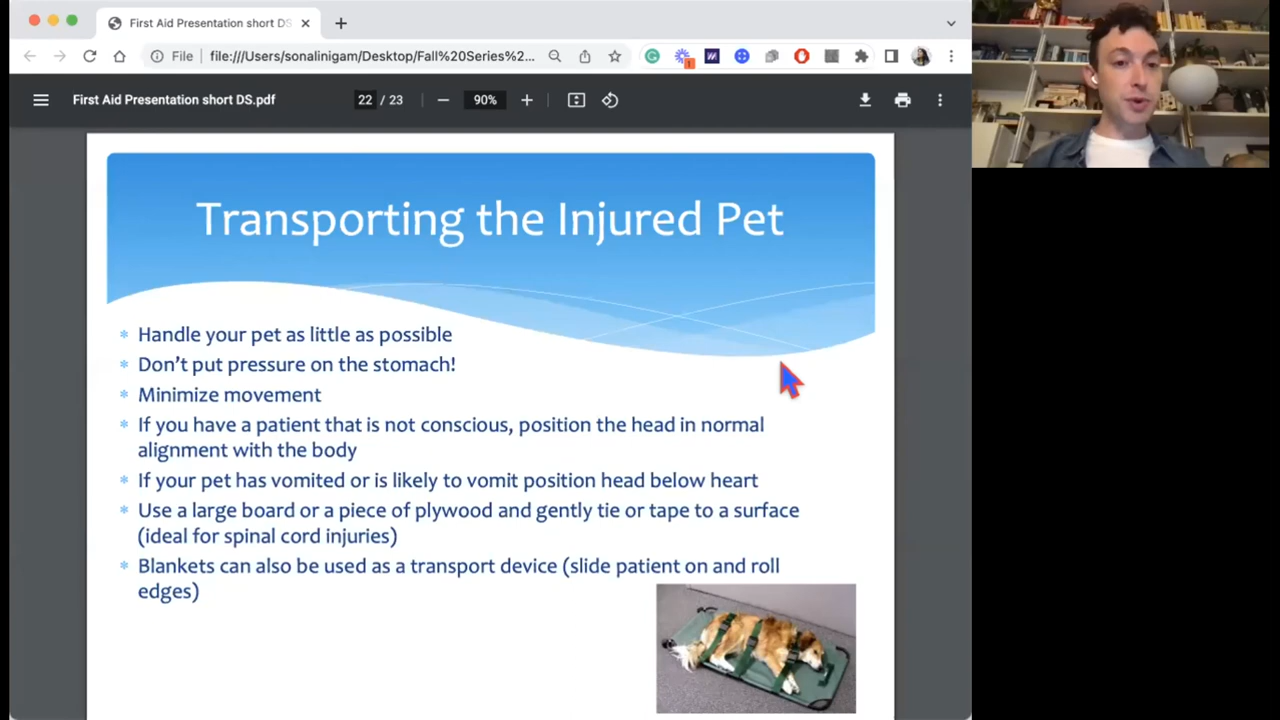 First Aid Presentation short DS
File
file:///Users/sonalinigam/Desktop/Fall%20Series%2...
1
First Aid Presentation short DS.pdf
22 / 23
90%
Transporting the Injured Pet
Handle your pet as little as possible
Don't put pressure on the stomach!
Minimize movement
If you have a patient that is not conscious, position the head in normal
alignment with the body
If your pet has vomited or is likely to vomit position head below heart
Use a large board or a piece of plywood and gently tie or tape to a surface
(ideal for spinal cord injuries)
Blankets can also be used as a transport device (slide patient on and roll
edges)